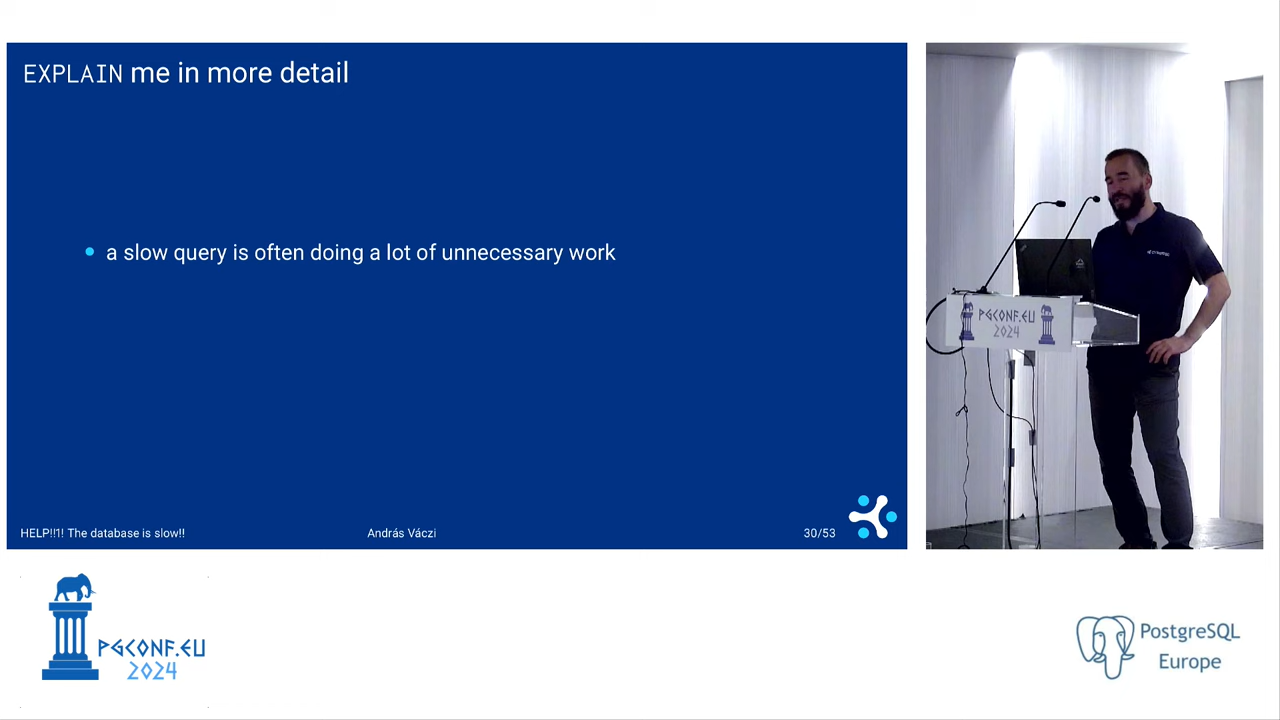 EXPLAIN me in more detail
a slow query is often doing a lot of unnecessary work
HELP!!1! The database is slow!!
András Váczi
30/53
PGCONF.EU
2024
PGCONF.EU
2024
PostgreSQL
Europe